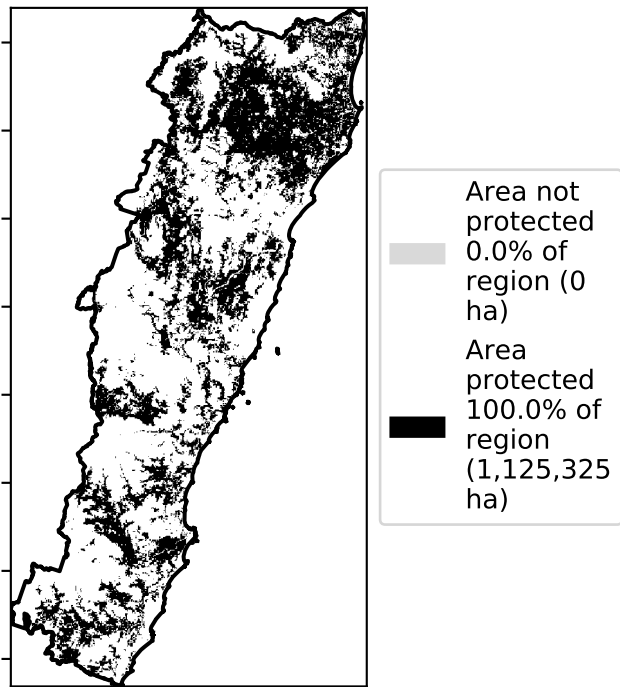 Area not
protected
0.0% of
region (0
ha)
Area
protected
100.0% of
region
(1,125,325
ha)